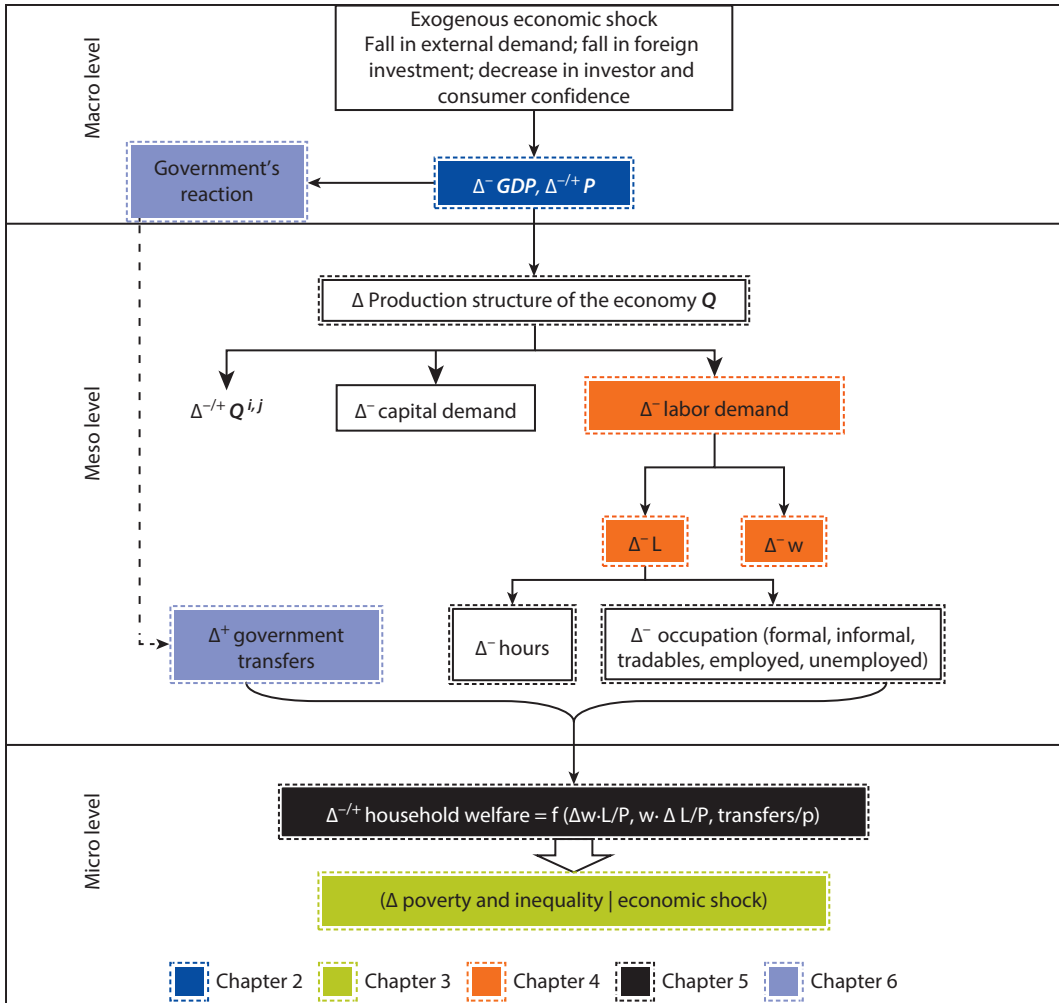 Macro level
Exogenous economic shock
Fall in external demand; fall in foreign
investment; decrease in investor and
consumer confidence
Government's
reaction
Δ⁻ GDP, Δ⁻/⁺ P
Meso level
Δ Production structure of the economy Q
Δ⁻/⁺ Q i, j
Δ⁻ capital demand
Δ⁻ labor demand
Δ⁻ L
Δ⁻ w
Δ⁺ government
transfers
Δ⁻ hours
Δ⁻ occupation (formal, informal,
tradables, employed, unemployed)
Micro level
Δ⁻/⁺ household welfare = f (Δw·L/P, w· Δ L/P, transfers/p)
(Δ poverty and inequality | economic shock)
Chapter 2
Chapter 3
Chapter 4
Chapter 5
Chapter 6